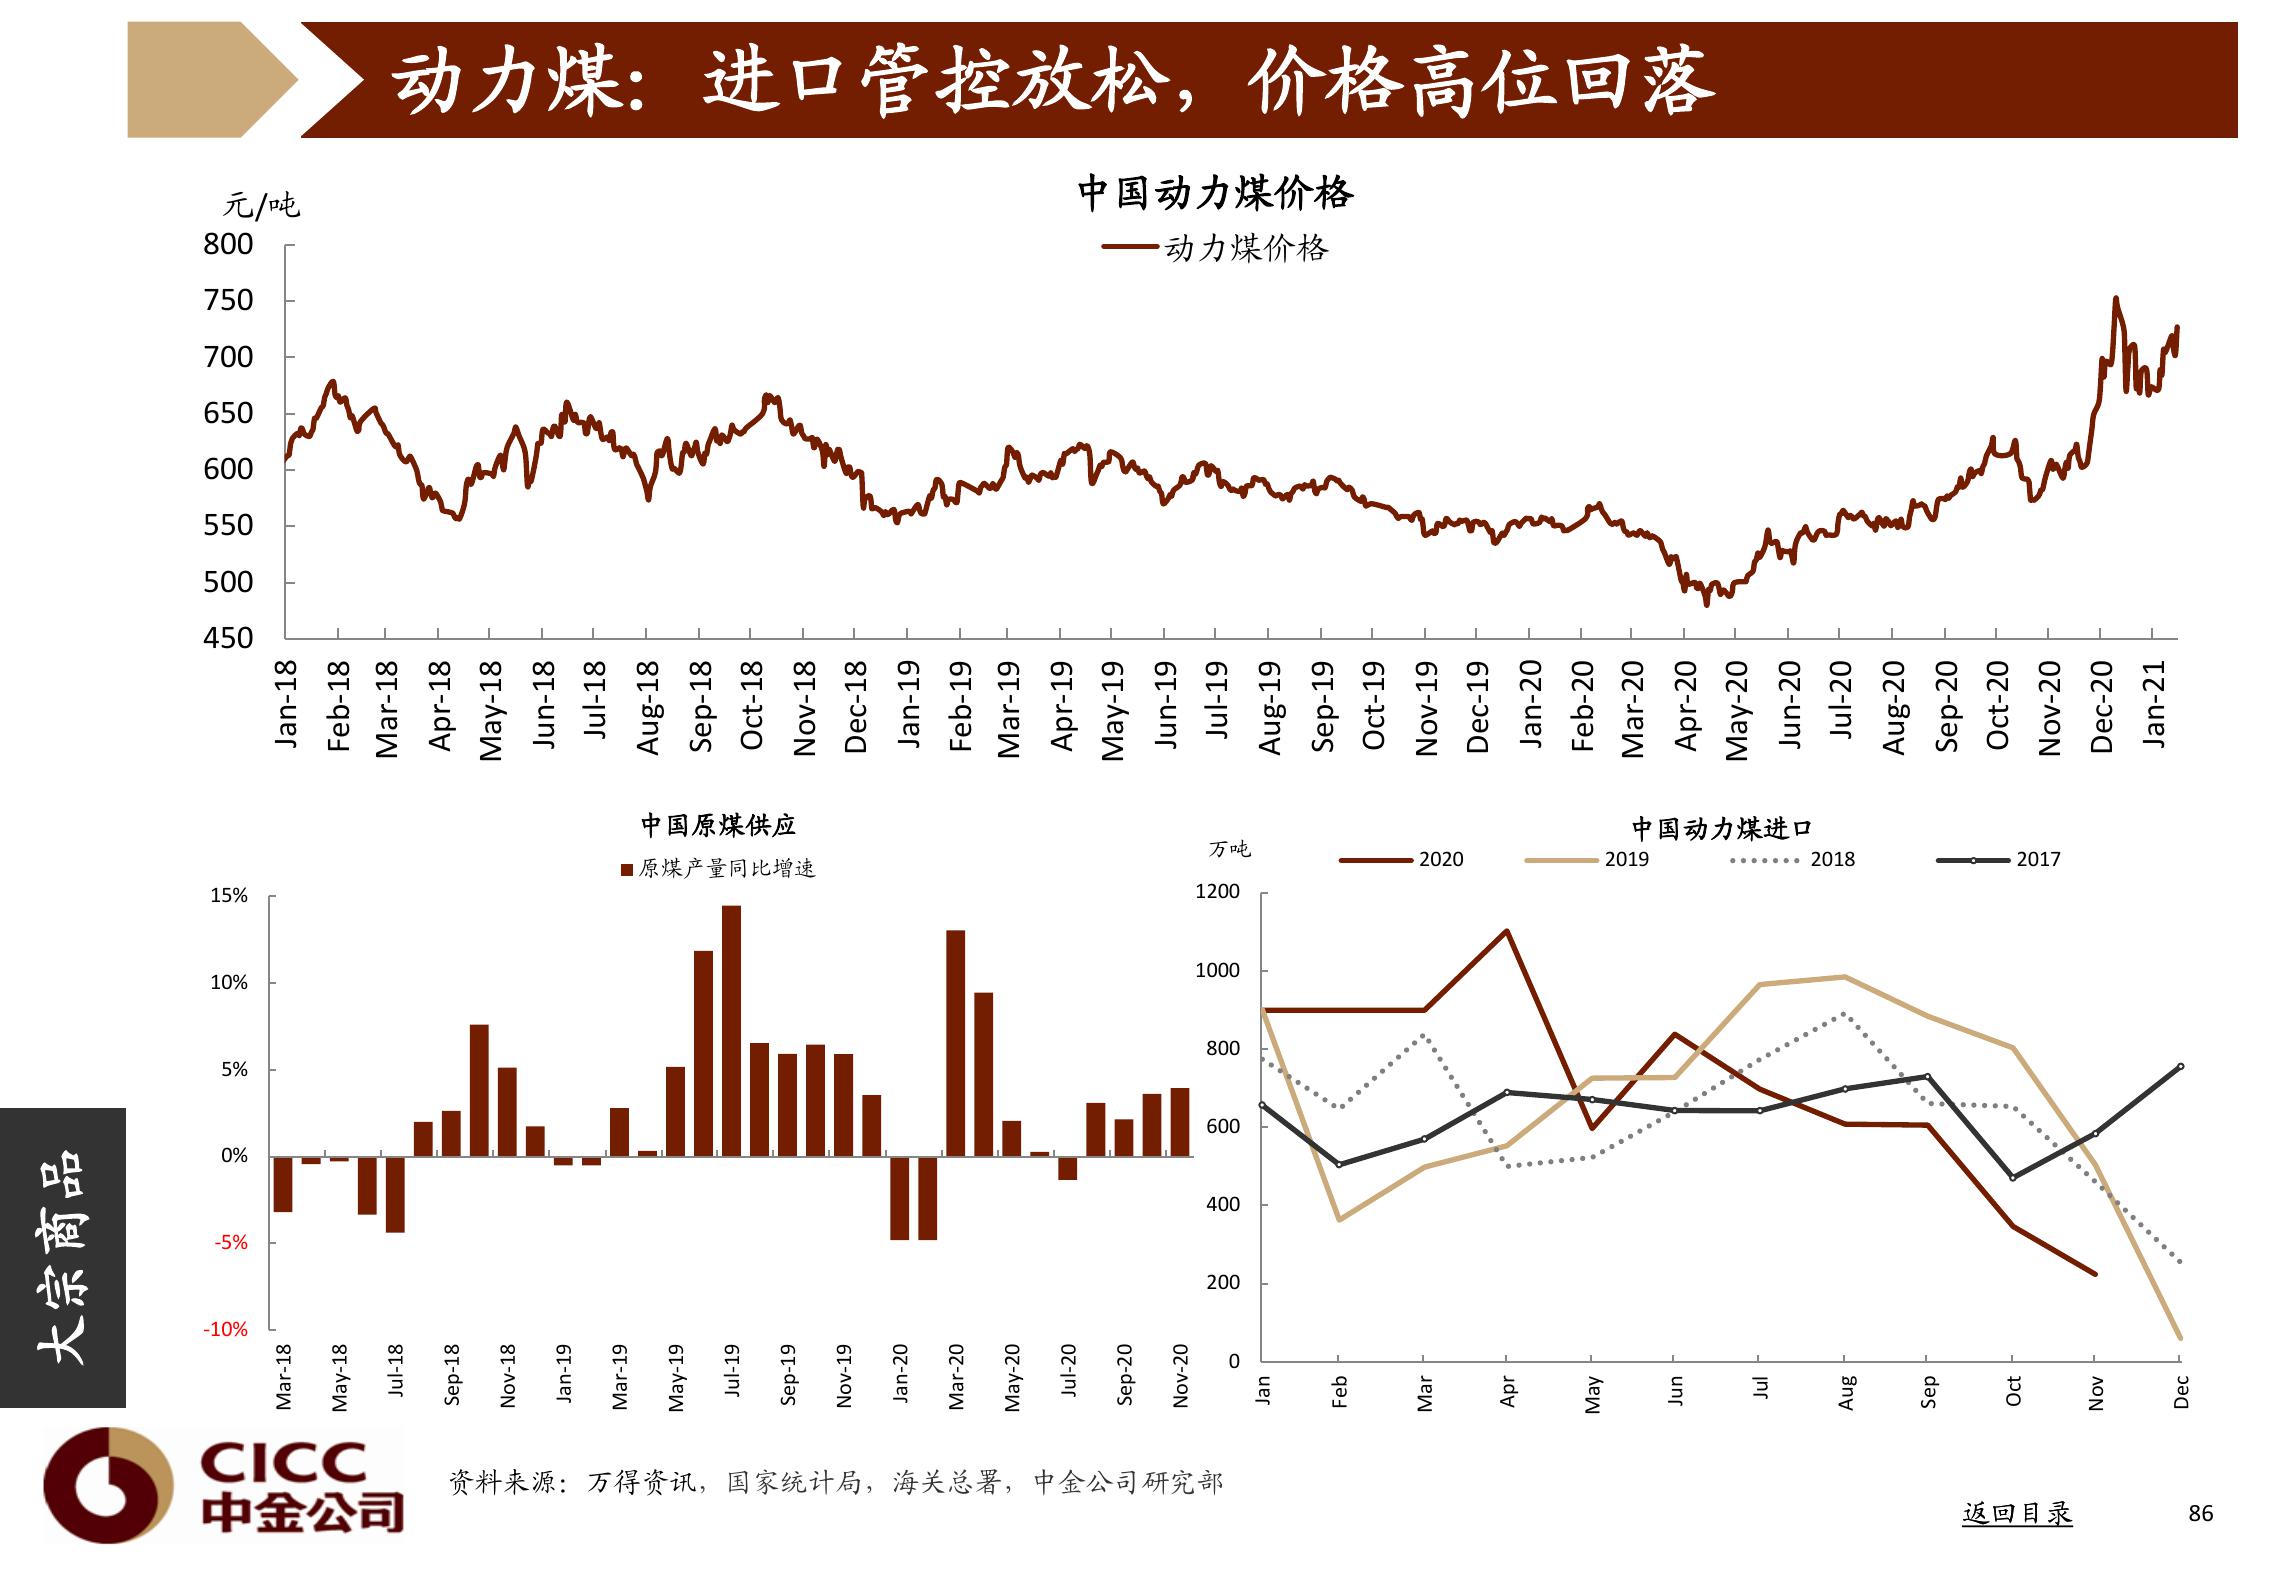 动力煤：进口管控放松，价格高位回落
中国动力煤价格
元/吨
动力煤价格
800
750
700
650
600
550
500
450
Jan-18 Feb-18 Mar-18 Apr-18 May-18 Jun-18 Jul-18 Aug-18 Sep-18 Oct-18 Nov-18 Dec-18 Jan-19 Feb-19 Mar-19 Apr-19 May-19 Jun-19 Jul-19 Aug-19 Sep-19 Oct-19 Nov-19 Dec-19 Jan-20 Feb-20 Mar-20 Apr-20 May-20 Jun-20 Jul-20 Aug-20 Sep-20 Oct-20 Nov-20 Dec-20 Jan-21
中国原煤供应
原煤产量同比增速
15%
10%
5%
0%
-5%
-10%
Mar-18 May-18 Jul-18 Sep-18 Nov-18 Jan-19 Mar-19 May-19 Jul-19 Sep-19 Nov-19 Jan-20 Mar-20 May-20 Jul-20 Sep-20 Nov-20
中国动力煤进口
万吨
2020 2019 2018 2017
1200
1000
800
600
400
200
0
Jan Feb Mar Apr May Jun Jul Aug Sep Oct Nov Dec
大宗商品
CICC
中金公司
资料来源：万得资讯，国家统计局，海关总署，中金公司研究部
返回目录
86